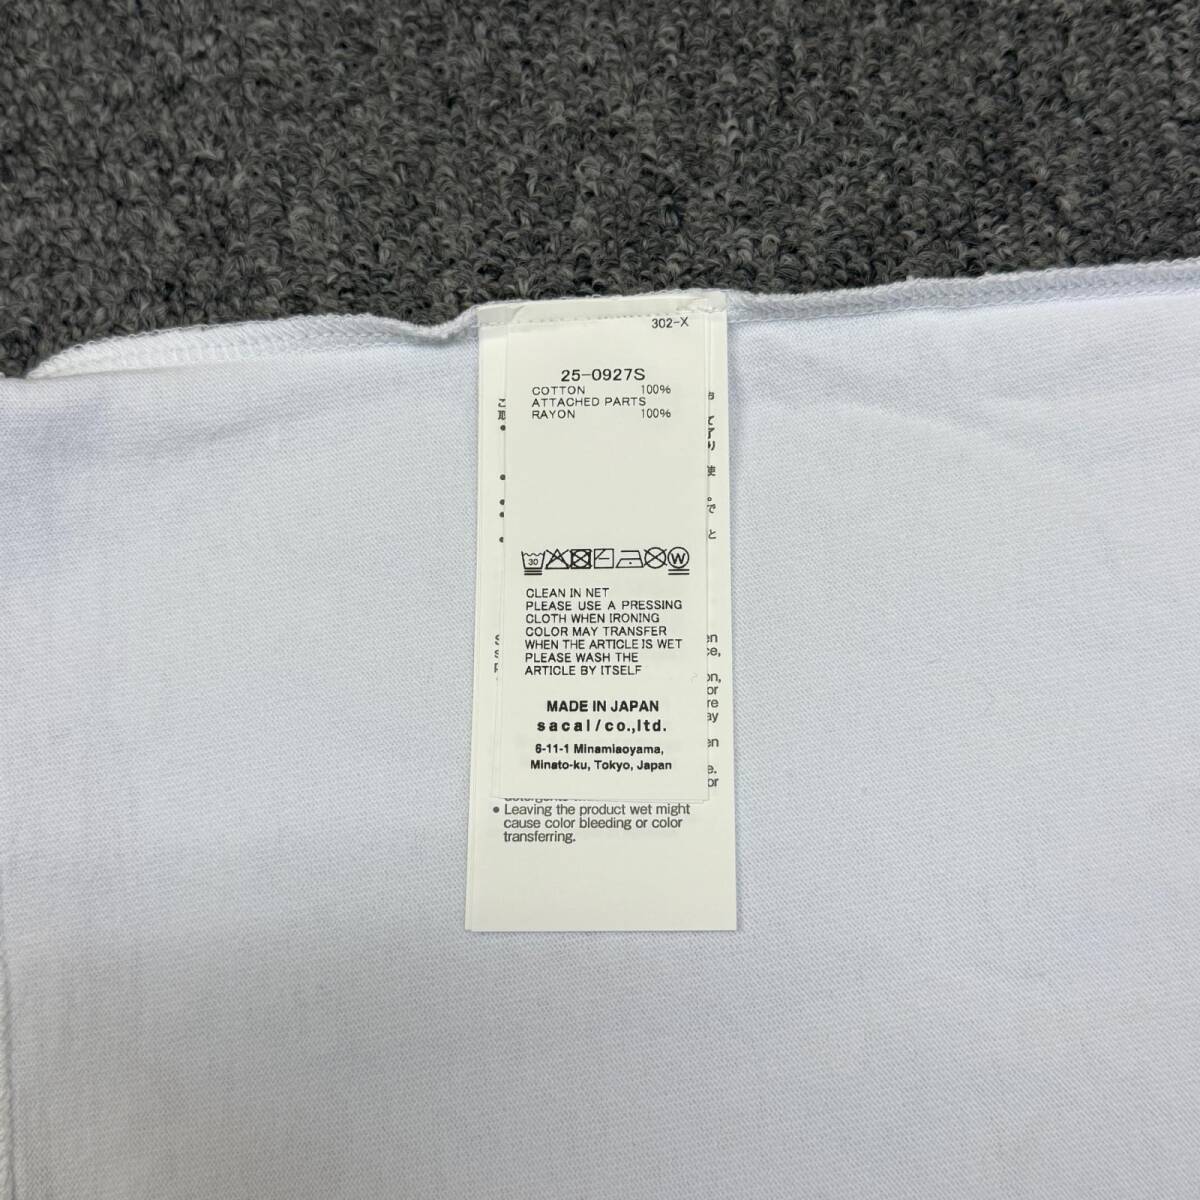 302-X
25-0927S
COTTON 100%
ATTACHED PARTS
RAYON 100%
30
W
CLEAN IN NET
PLEASE USE A PRESSING
CLOTH WHEN IRONING
COLOR MAY TRANSFER
WHEN THE ARTICLE IS WET
PLEASE WASH THE
ARTICLE BY ITSELF
MADE IN JAPAN
sacai/co.,ltd.
6-11-1 Minamiaoyama,
Minato-ku, Tokyo, Japan
• Leaving the product wet might
cause color bleeding or color
transferring.